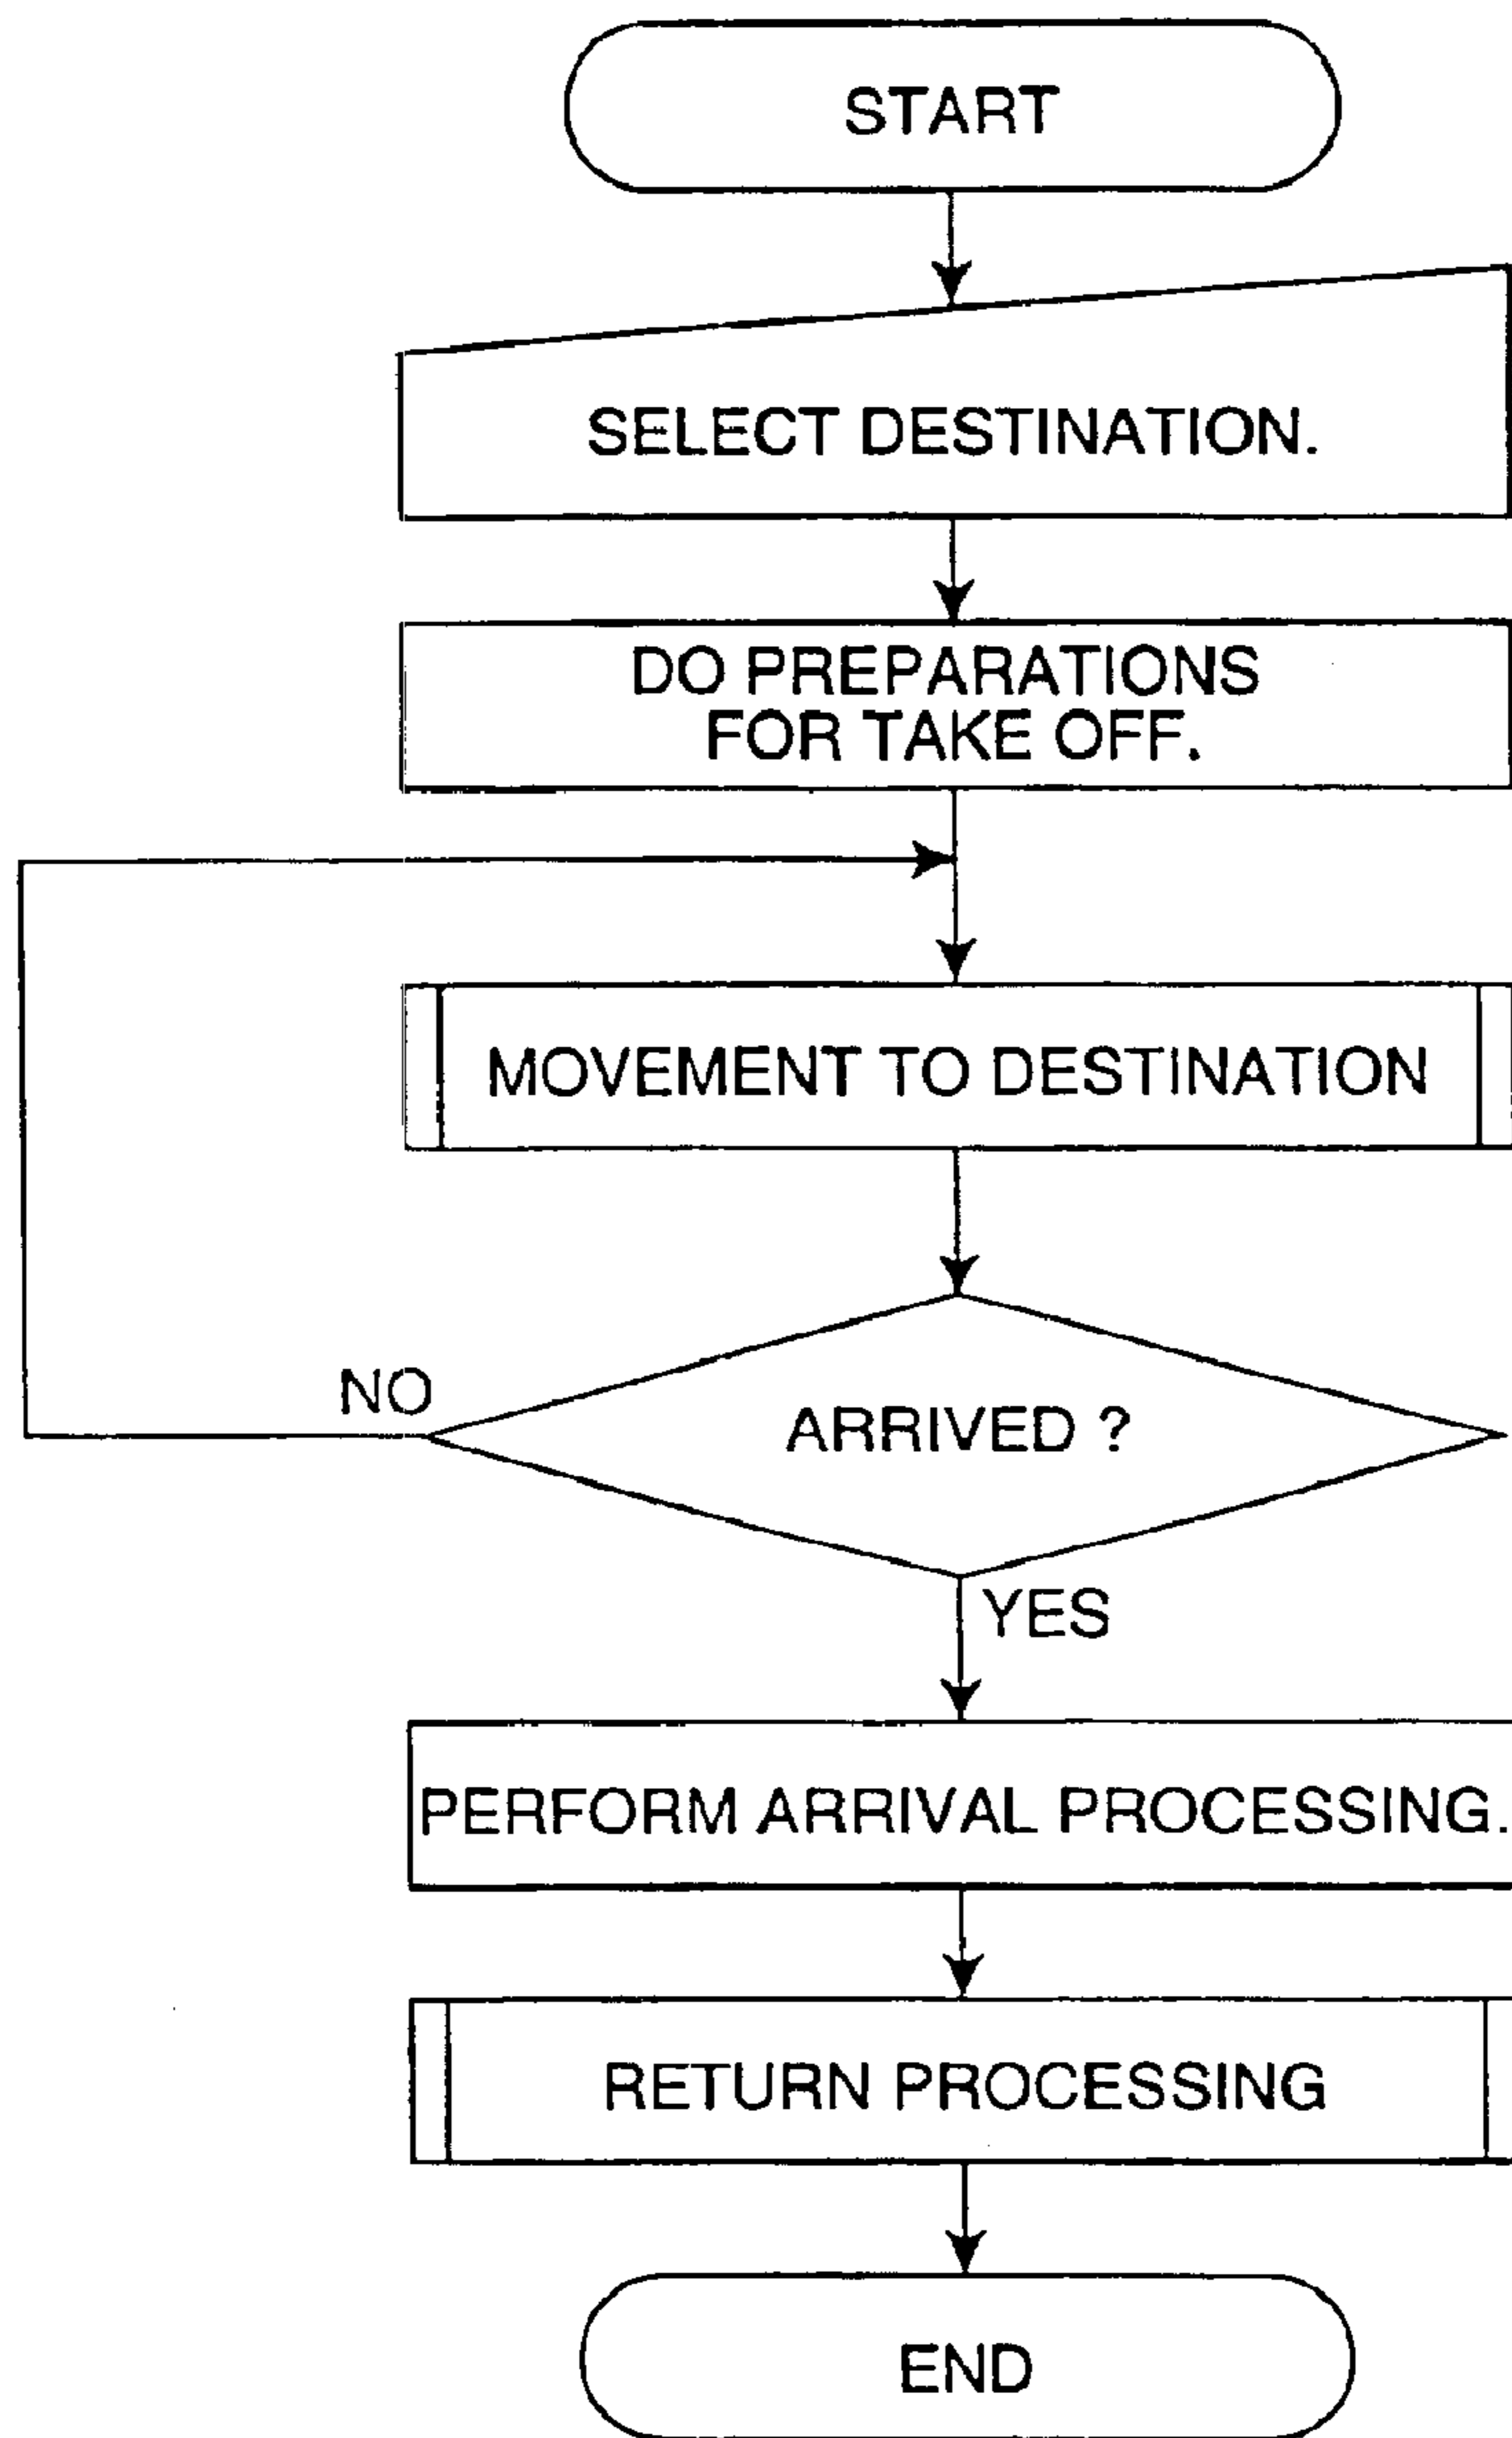 START
SELECT DESTINATION.
DO PREPARATIONS
FOR TAKE OFF.
MOVEMENT TO DESTINATION
NO
ARRIVED ?
YES
PERFORM ARRIVAL PROCESSING.
RETURN PROCESSING
END